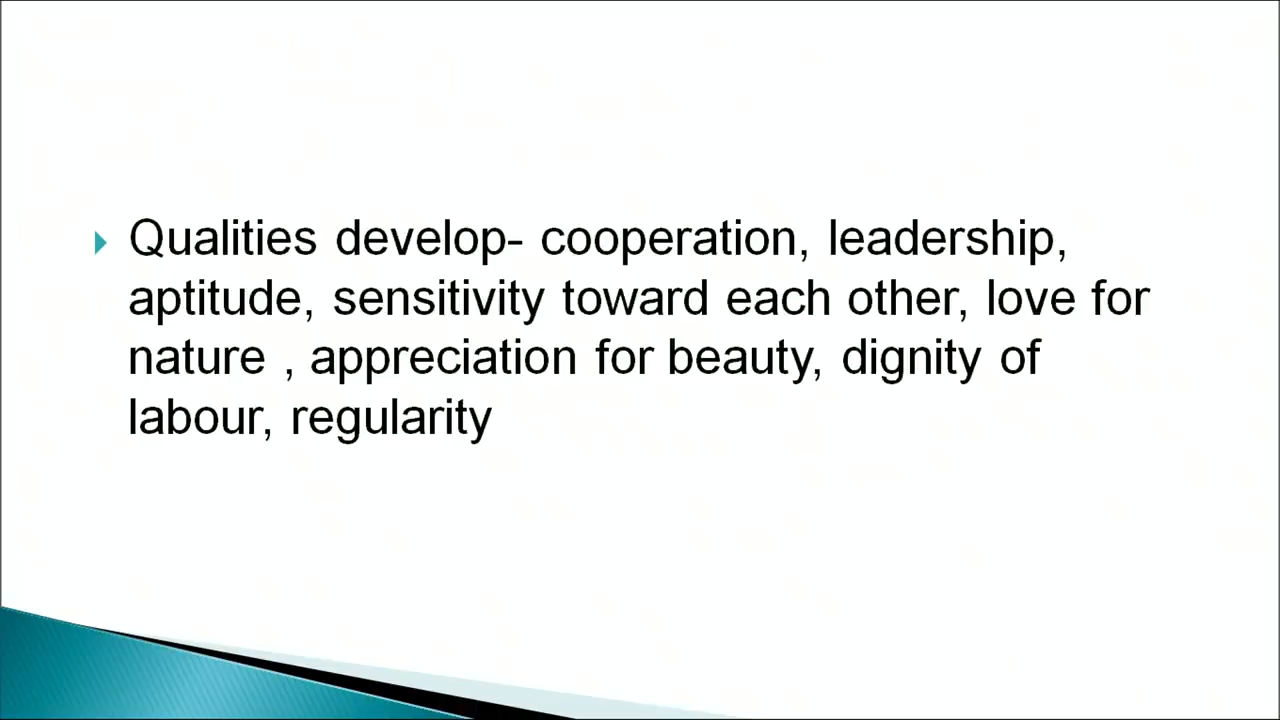 Qualities develop- cooperation, leadership,
aptitude, sensitivity toward each other, love for
nature , appreciation for beauty, dignity of
labour, regularity